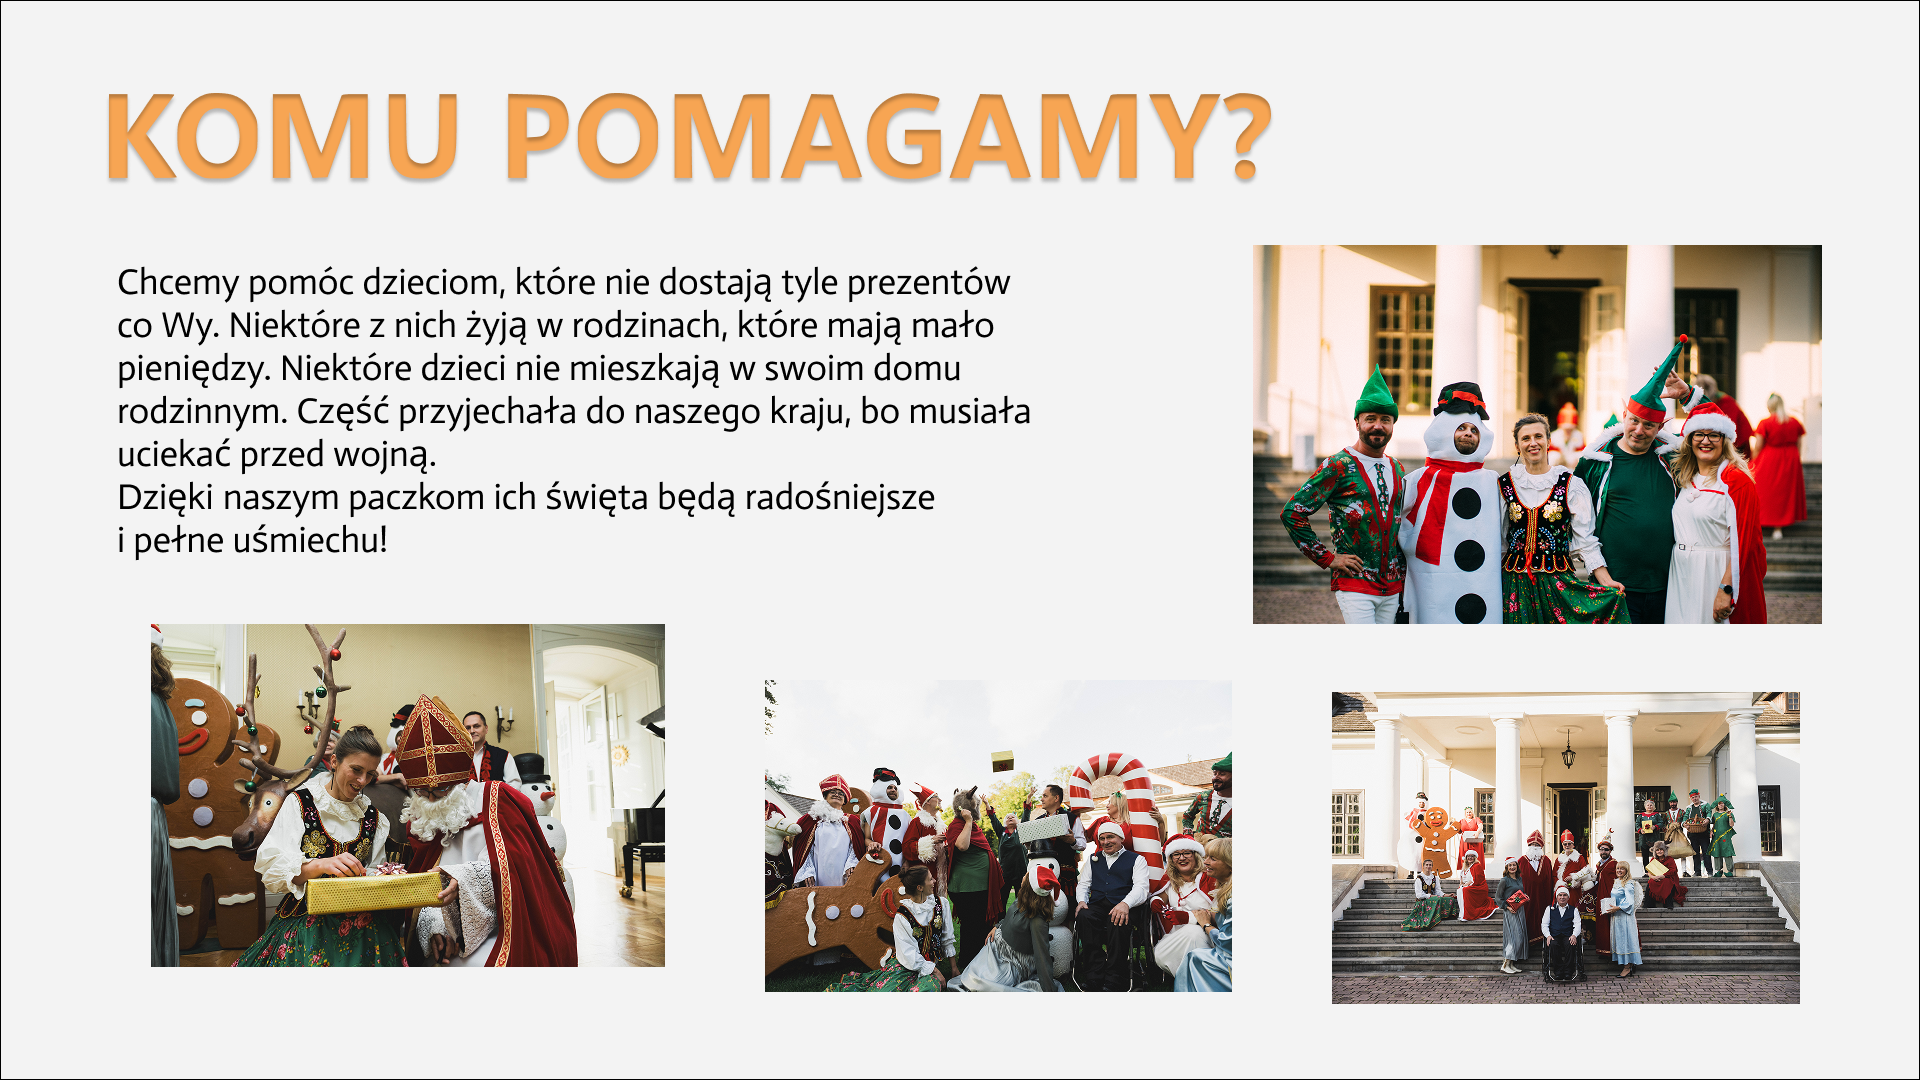 KOMU POMAGAMY?
Chcemy pomóc dzieciom, które nie dostają tyle prezentów
co Wy. Niektóre z nich żyją w rodzinach, które mają mało
pieniędzy. Niektóre dzieci nie mieszkają w swoim domu
rodzinnym. Część przyjechała do naszego kraju, bo musiała
uciekać przed wojną.
Dzięki naszym paczkom ich święta będą radośniejsze
i pełne uśmiechu!